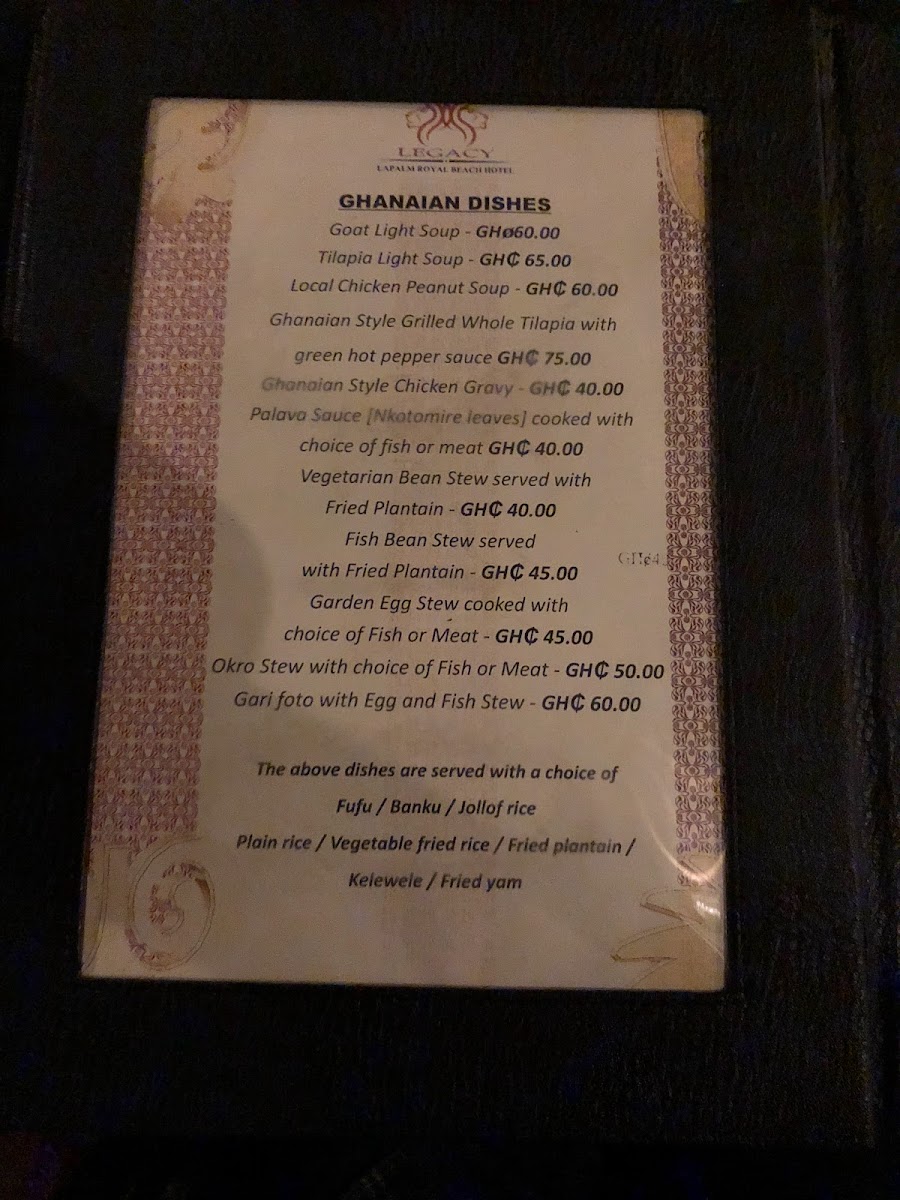 LEGACY
LAPALM ROYAL BEACH HOTEL
GHANAIAN DISHES
Goat Light Soup - GHø60.00
Tilapia Light Soup - GH₵ 65.00
Local Chicken Peanut Soup - GH₵ 60.00
Ghanaian Style Grilled Whole Tilapia with
green hot pepper sauce GH₵ 75.00
Ghanaian Style Chicken Gravy - GH₵ 40.00
Palava Sauce [Nkotomire leaves] cooked with
choice of fish or meat GH₵ 40.00
Vegetarian Bean Stew served with
Fried Plantain - GH₵ 40.00
Fish Bean Stew served
with Fried Plantain - GH₵ 45.00
Garden Egg Stew cooked with
choice of Fish or Meat - GH₵ 45.00
Okro Stew with choice of Fish or Meat - GH₵ 50.00
Gari foto with Egg and Fish Stew - GH₵ 60.00
The above dishes are served with a choice of
Fufu / Banku / Jollof rice
Plain rice / Vegetable fried rice / Fried plantain /
Kelewele / Fried yam